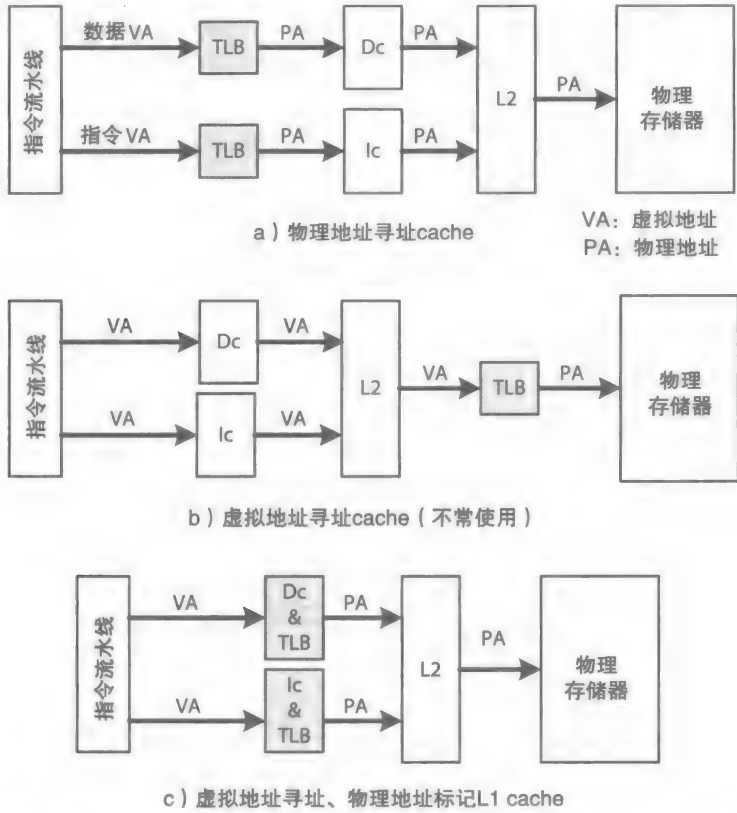 指令流水线
数据 VA
TLB
PA
Dc
PA
指令 VA
TLB
PA
Ic
PA
L2
PA
物理
存储器
a）物理地址寻址cache
VA：虚拟地址
PA：物理地址
指令流水线
VA
Dc
VA
VA
Ic
VA
L2
VA
TLB
PA
物理
存储器
b）虚拟地址寻址cache（不常使用）
指令流水线
VA
Dc
&
TLB
PA
VA
Ic
&
TLB
PA
L2
PA
物理
存储器
c）虚拟地址寻址、物理地址标记L1 cache